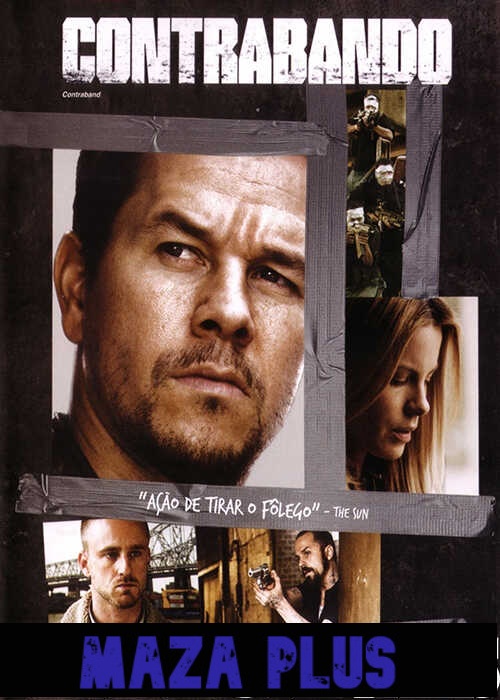 CONTRABANDO
Contraband
"AÇÃO DE TIRAR O FÔLEGO" – THE SUN
MAZA PLUS